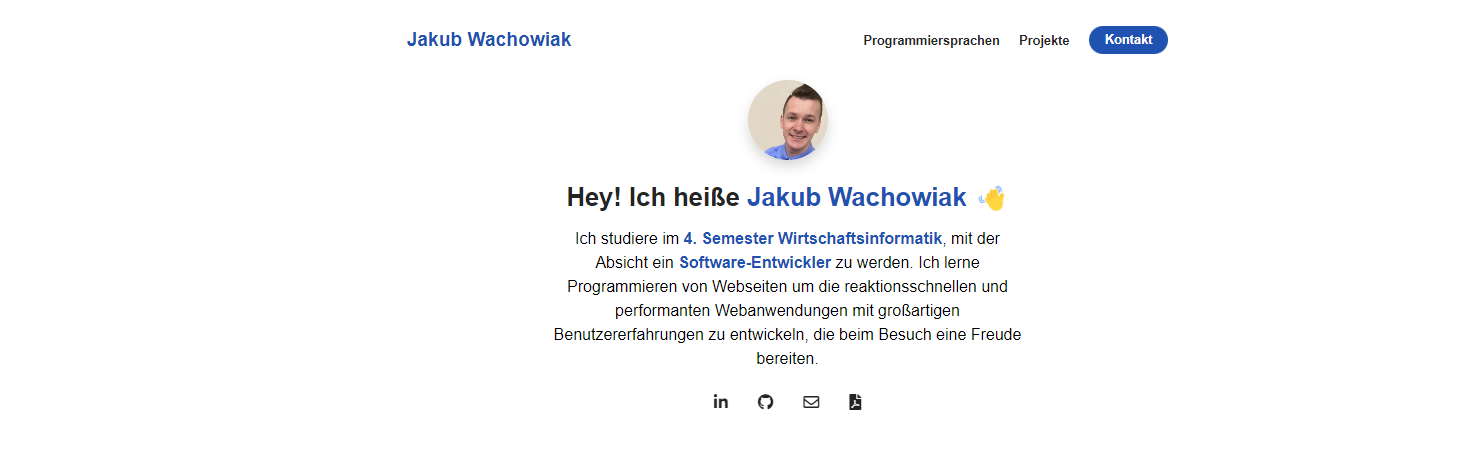 Jakub Wachowiak
Programmiersprachen Projekte Kontakt
Hey! Ich heiße Jakub Wachowiak 👋
Ich studiere im 4. Semester Wirtschaftsinformatik, mit der
Absicht ein Software-Entwickler zu werden. Ich lerne
Programmieren von Webseiten um die reaktionsschnellen und
performanten Webanwendungen mit großartigen
Benutzererfahrungen zu entwickeln, die beim Besuch eine Freude
bereiten.
in